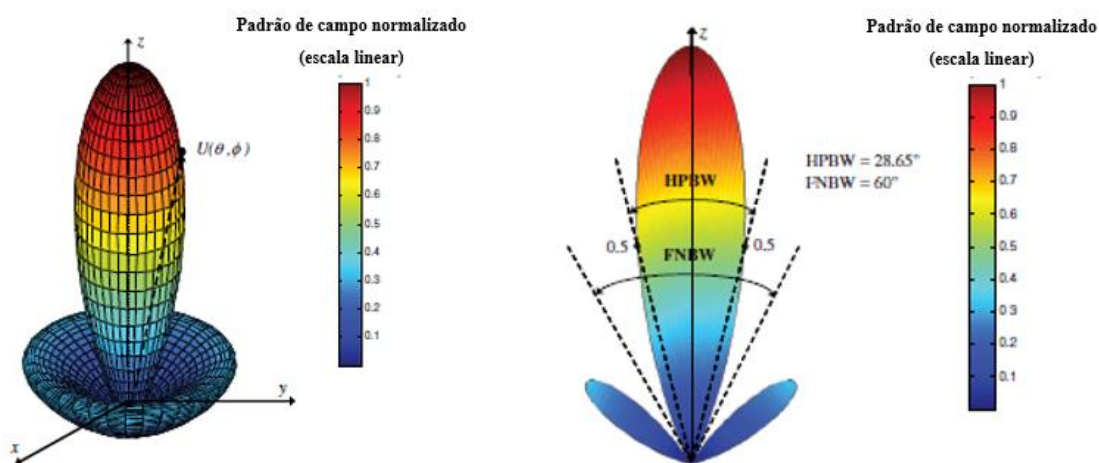 Padrão de campo normalizado
(escala linear)
z
1
0.9
0.8
0.7
0.6
0.5
0.4
0.3
0.2
0.1
U(θ,ϕ)
y
x
Padrão de campo normalizado
(escala linear)
z
1
0.9
0.8
0.7
0.6
0.5
0.4
0.3
0.2
0.1
HPBW = 28.65°
FNBW = 60°
HPBW
0.5
0.5
FNBW